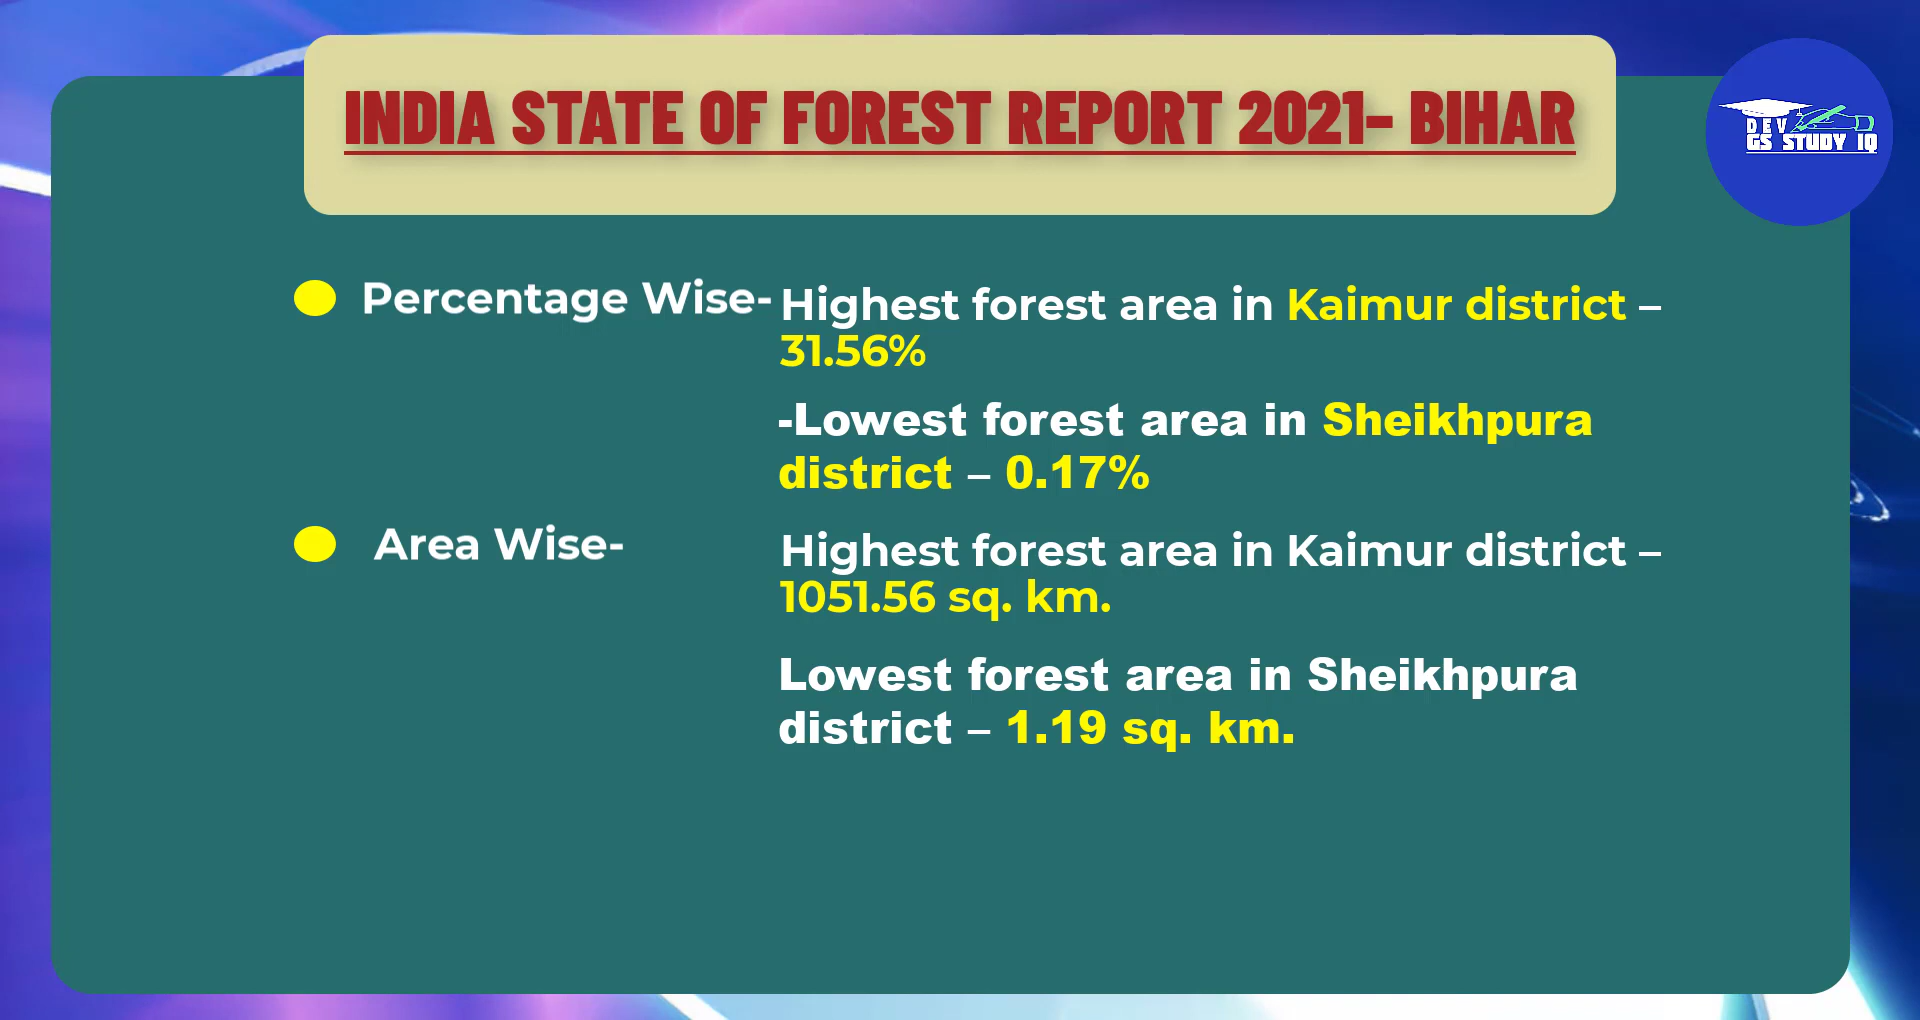 INDIA STATE OF FOREST REPORT 2021- BIHAR
DEV
GS STUDY IQ
Percentage Wise- Highest forest area in Kaimur district –
31.56%
-Lowest forest area in Sheikhpura
district – 0.17%
Area Wise- Highest forest area in Kaimur district –
1051.56 sq. km.
Lowest forest area in Sheikhpura
district – 1.19 sq. km.